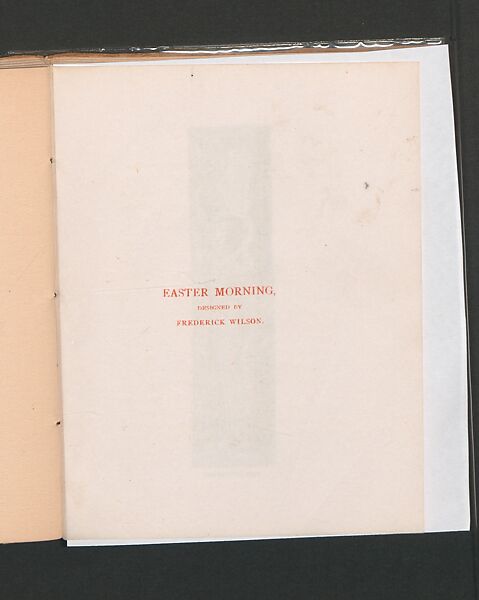 EASTER MORNING,
DESIGNED BY
FREDERICK WILSON.